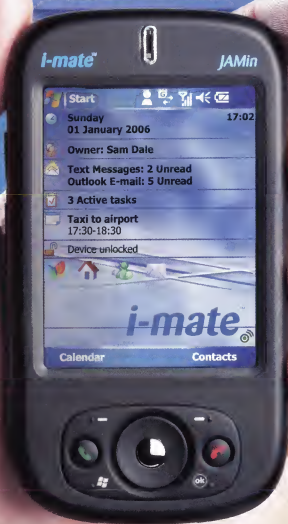 i-mate™
JAMin
Start
Sunday 17:02
01 January 2006
Owner: Sam Dale
Text Messages: 2 Unread
Outlook E-mail: 5 Unread
3 Active tasks
Taxi to airport
17:30-18:30
Device unlocked
i-mate
Calendar Contacts
ok